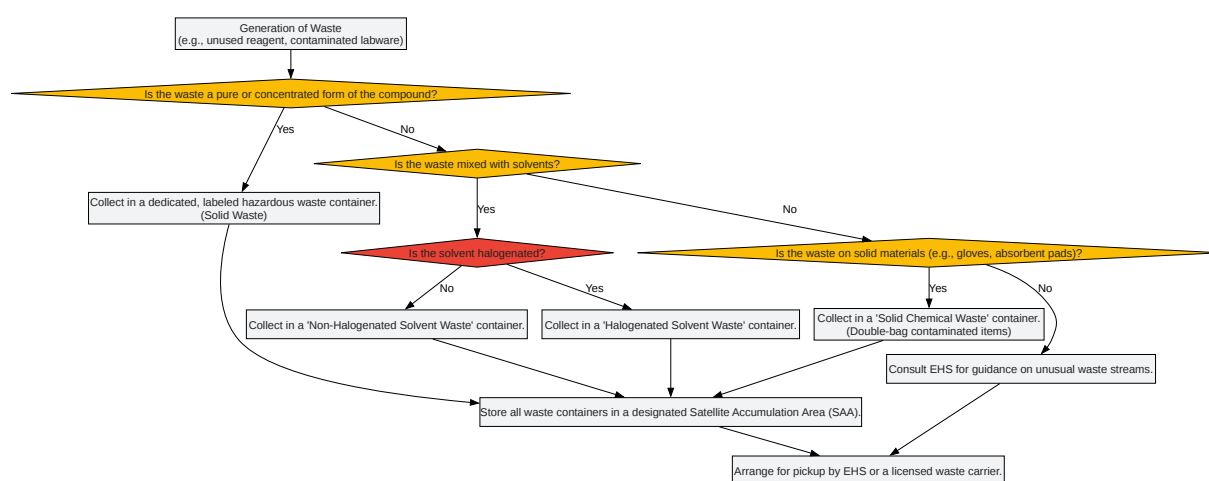 Generation of Waste
(e.g., unused reagent, contaminated labware)
Is the waste a pure or concentrated form of the compound?
Yes
No
Is the waste mixed with solvents?
Collect in a dedicated, labeled hazardous waste container.
(Solid Waste)
Yes
No
Is the solvent halogenated?
Is the waste on solid materials (e.g., gloves, absorbent pads)?
No
Yes
Yes
No
Collect in a 'Non-Halogenated Solvent Waste' container.
Collect in a 'Halogenated Solvent Waste' container.
Collect in a 'Solid Chemical Waste' container.
(Double-bag contaminated items)
Consult EHS for guidance on unusual waste streams.
Store all waste containers in a designated Satellite Accumulation Area (SAA).
Arrange for pickup by EHS or a licensed waste carrier.